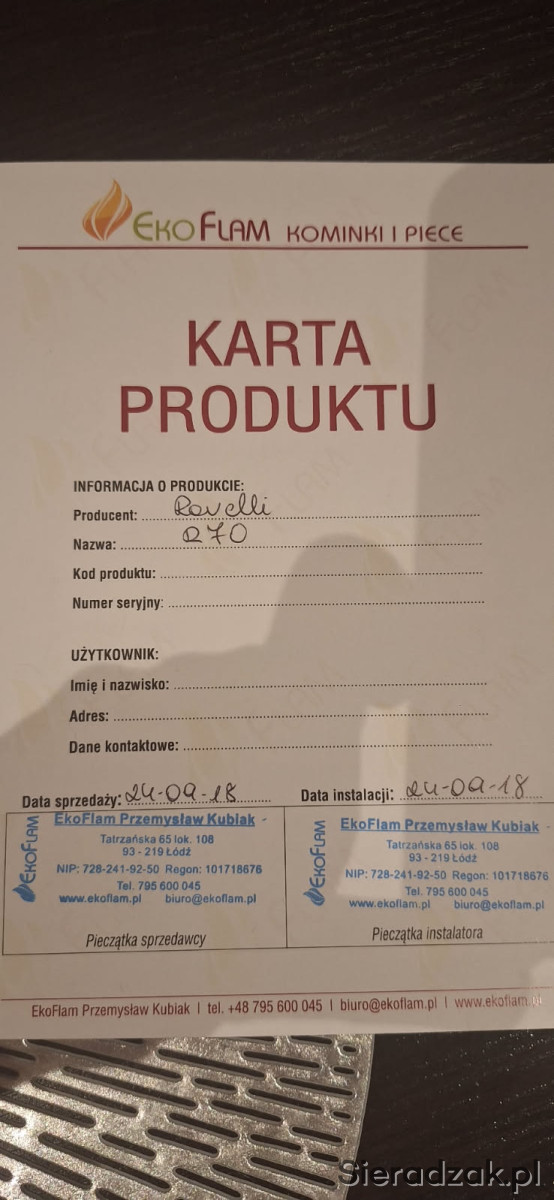 EKOFLAM KOMINKI I PIECE
KARTA
PRODUKTU
INFORMACJA O PRODUKCIE:
Producent: Ravelli
Nazwa: R70
Kod produktu:
Numer seryjny:
UŻYTKOWNIK:
Imię i nazwisko:
Adres:
Dane kontaktowe:
Data sprzedaży: 24-09-18 Data instalacji: 24-09-18
EKOFLAM
EkoFlam Przemysław Kubiak
Tatrzańska 65 lok. 108
93 - 219 Łódź
NIP: 728-241-92-50 Regon: 101718676
Tel. 795 600 045
www.ekoflam.pl biuro@ekoflam.pl
Pieczątka sprzedawcy
EKOFLAM
EkoFlam Przemysław Kubiak
Tatrzańska 65 lok. 108
93 - 219 Łódź
NIP: 728-241-92-50 Regon: 101718676
Tel. 795 600 045
www.ekoflam.pl biuro@ekoflam.pl
Pieczątka instalatora
EkoFlam Przemysław Kubiak | tel. +48 795 600 045 | biuro@ekoflam.pl | www.ekoflam.pl
Sieradzak.pl